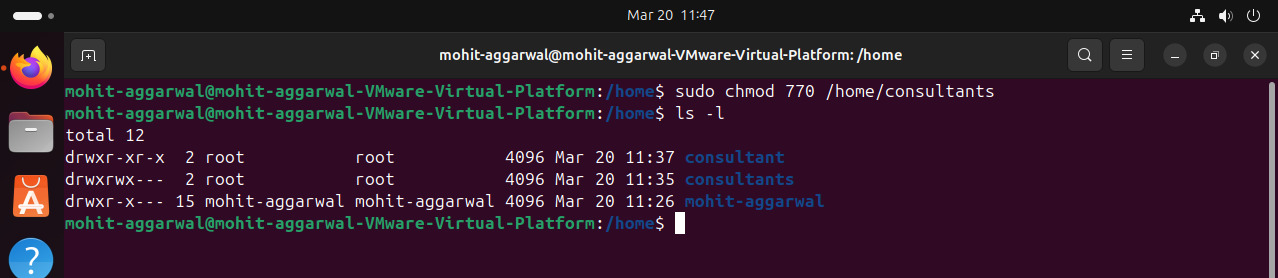 Mar 20 11:47
mohit-aggarwal@mohit-aggarwal-VMware-Virtual-Platform: /home
mohit-aggarwal@mohit-aggarwal-VMware-Virtual-Platform:/home$ sudo chmod 770 /home/consultants
mohit-aggarwal@mohit-aggarwal-VMware-Virtual-Platform:/home$ ls -l
total 12
drwxr-xr-x  2 root           root           4096 Mar 20 11:37 consultant
drwxrwx---  2 root           root           4096 Mar 20 11:35 consultants
drwxr-x--- 15 mohit-aggarwal mohit-aggarwal 4096 Mar 20 11:26 mohit-aggarwal
mohit-aggarwal@mohit-aggarwal-VMware-Virtual-Platform:/home$